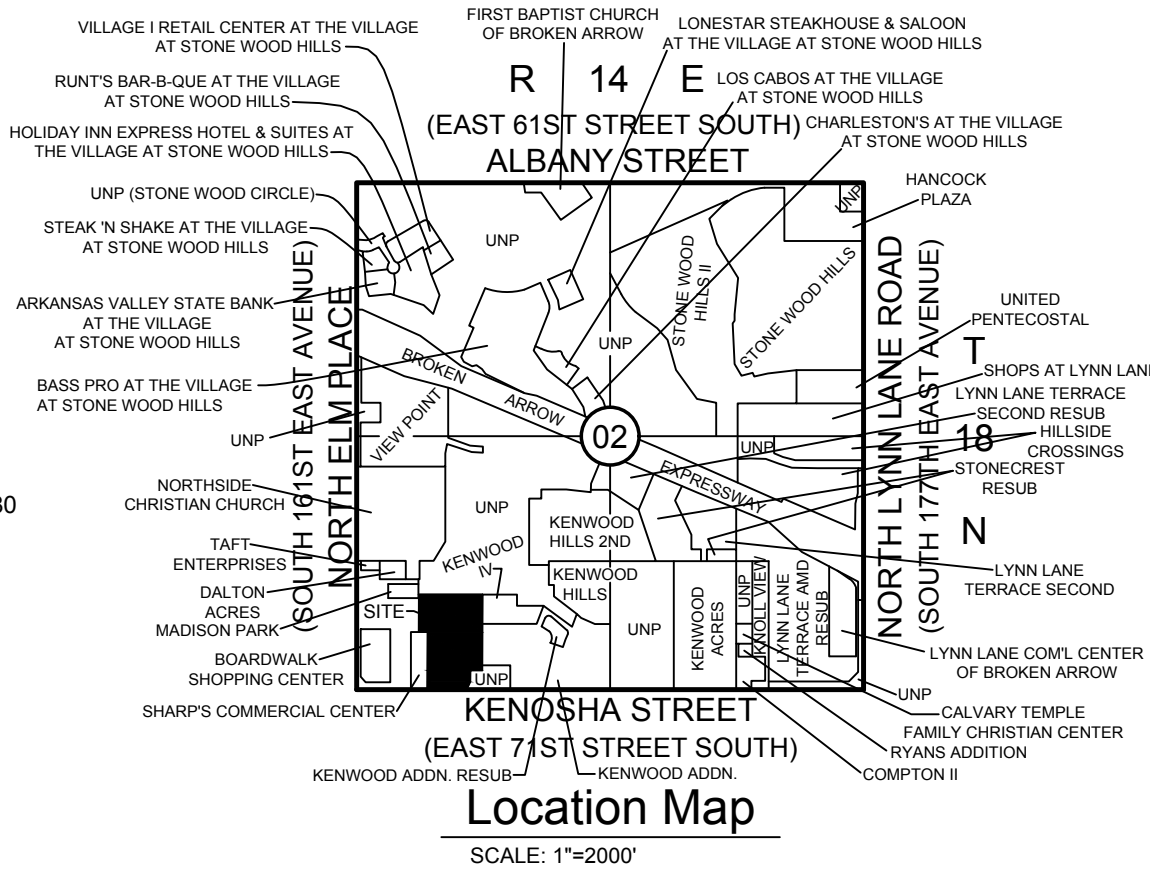 VILLAGE I RETAIL CENTER AT THE VILLAGE
AT STONE WOOD HILLS
FIRST BAPTIST CHURCH
OF BROKEN ARROW
LONESTAR STEAKHOUSE & SALOON
AT THE VILLAGE AT STONE WOOD HILLS
RUNT'S BAR-B-QUE AT THE VILLAGE
AT STONE WOOD HILLS
R 14 E
LOS CABOS AT THE VILLAGE
AT STONE WOOD HILLS
HOLIDAY INN EXPRESS HOTEL & SUITES AT
THE VILLAGE AT STONE WOOD HILLS
(EAST 61ST STREET SOUTH)
ALBANY STREET
CHARLESTON'S AT THE VILLAGE
AT STONE WOOD HILLS
UNP (STONE WOOD CIRCLE)
HANCOCK
PLAZA
UNP
STEAK 'N SHAKE AT THE VILLAGE
AT STONE WOOD HILLS
UNP
ARKANSAS VALLEY STATE BANK
AT THE VILLAGE
AT STONE WOOD HILLS
(SOUTH 161ST EAST AVENUE)
NORTH ELM PLACE
STONE WOOD
HILLS II
STONE WOOD HILLS
NORTH LYNN LANE ROAD
(SOUTH 177TH EAST AVENUE)
UNITED
PENTECOSTAL
UNP
T
18
N
BROKEN
ARROW
EXPRESSWAY
BASS PRO AT THE VILLAGE
AT STONE WOOD HILLS
SHOPS AT LYNN LANE
LYNN LANE TERRACE
SECOND RESUB
UNP
VIEW POINT
02
UNP
HILLSIDE
CROSSINGS
STONECREST
RESUB
NORTHSIDE
CHRISTIAN CHURCH
30
UNP
KENWOOD
HILLS 2ND
TAFT
ENTERPRISES
KENWOOD
IV
KENWOOD
HILLS
LYNN LANE
TERRACE SECOND
DALTON
ACRES
MADISON PARK
SITE
UNP
KENWOOD
ACRES
UNP
KNOLL VIEW
LYNN LANE
TERRACE AMD
RESUB
BOARDWALK
SHOPPING CENTER
UNP
LYNN LANE COM'L CENTER
OF BROKEN ARROW
UNP
SHARP'S COMMERCIAL CENTER
KENOSHA STREET
(EAST 71ST STREET SOUTH)
CALVARY TEMPLE
FAMILY CHRISTIAN CENTER
RYANS ADDITION
COMPTON II
KENWOOD ADDN. RESUB
KENWOOD ADDN.
Location Map
SCALE: 1"=2000'